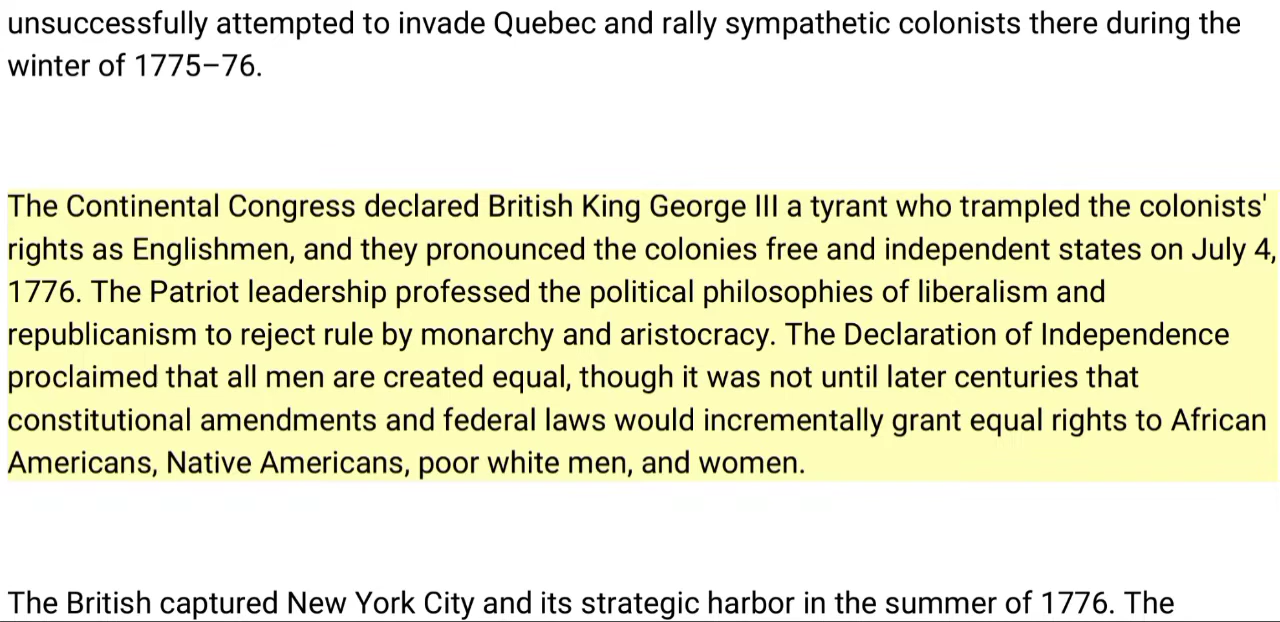 unsuccessfully attempted to invade Quebec and rally sympathetic colonists there during the
winter of 1775–76.
The Continental Congress declared British King George III a tyrant who trampled the colonists'
rights as Englishmen, and they pronounced the colonies free and independent states on July 4,
1776. The Patriot leadership professed the political philosophies of liberalism and
republicanism to reject rule by monarchy and aristocracy. The Declaration of Independence
proclaimed that all men are created equal, though it was not until later centuries that
constitutional amendments and federal laws would incrementally grant equal rights to African
Americans, Native Americans, poor white men, and women.
The British captured New York City and its strategic harbor in the summer of 1776. The